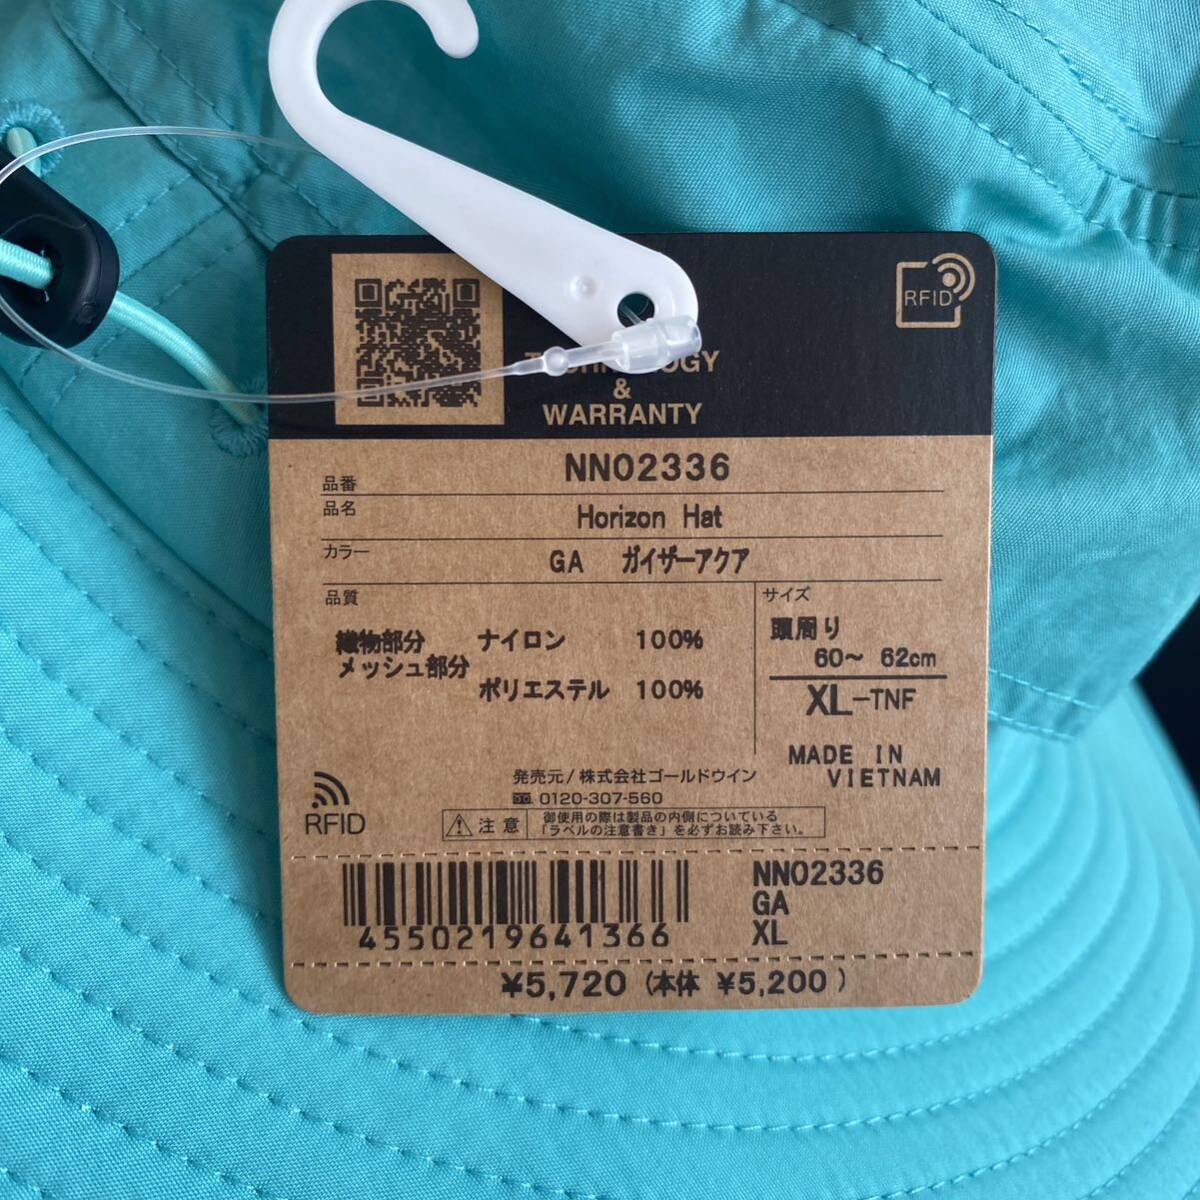 RFID
& 
WARRANTY
品番 NN02336
品名 Horizon Hat
カラー GA ガイザーアクア
品質
織物部分 ナイロン 100%
メッシュ部分
ポリエステル 100%
サイズ
頭周り
60～ 62cm
XL-TNF
MADE IN
VIETNAM
発売元/株式会社ゴールドウイン
0120-307-560
RFID
注意
御使用の際は製品の内側についている
「ラベルの注意書き」を必ずお読み下さい。
4550219641366
NN02336
GA
XL
¥5,720 (本体 ¥5,200 )